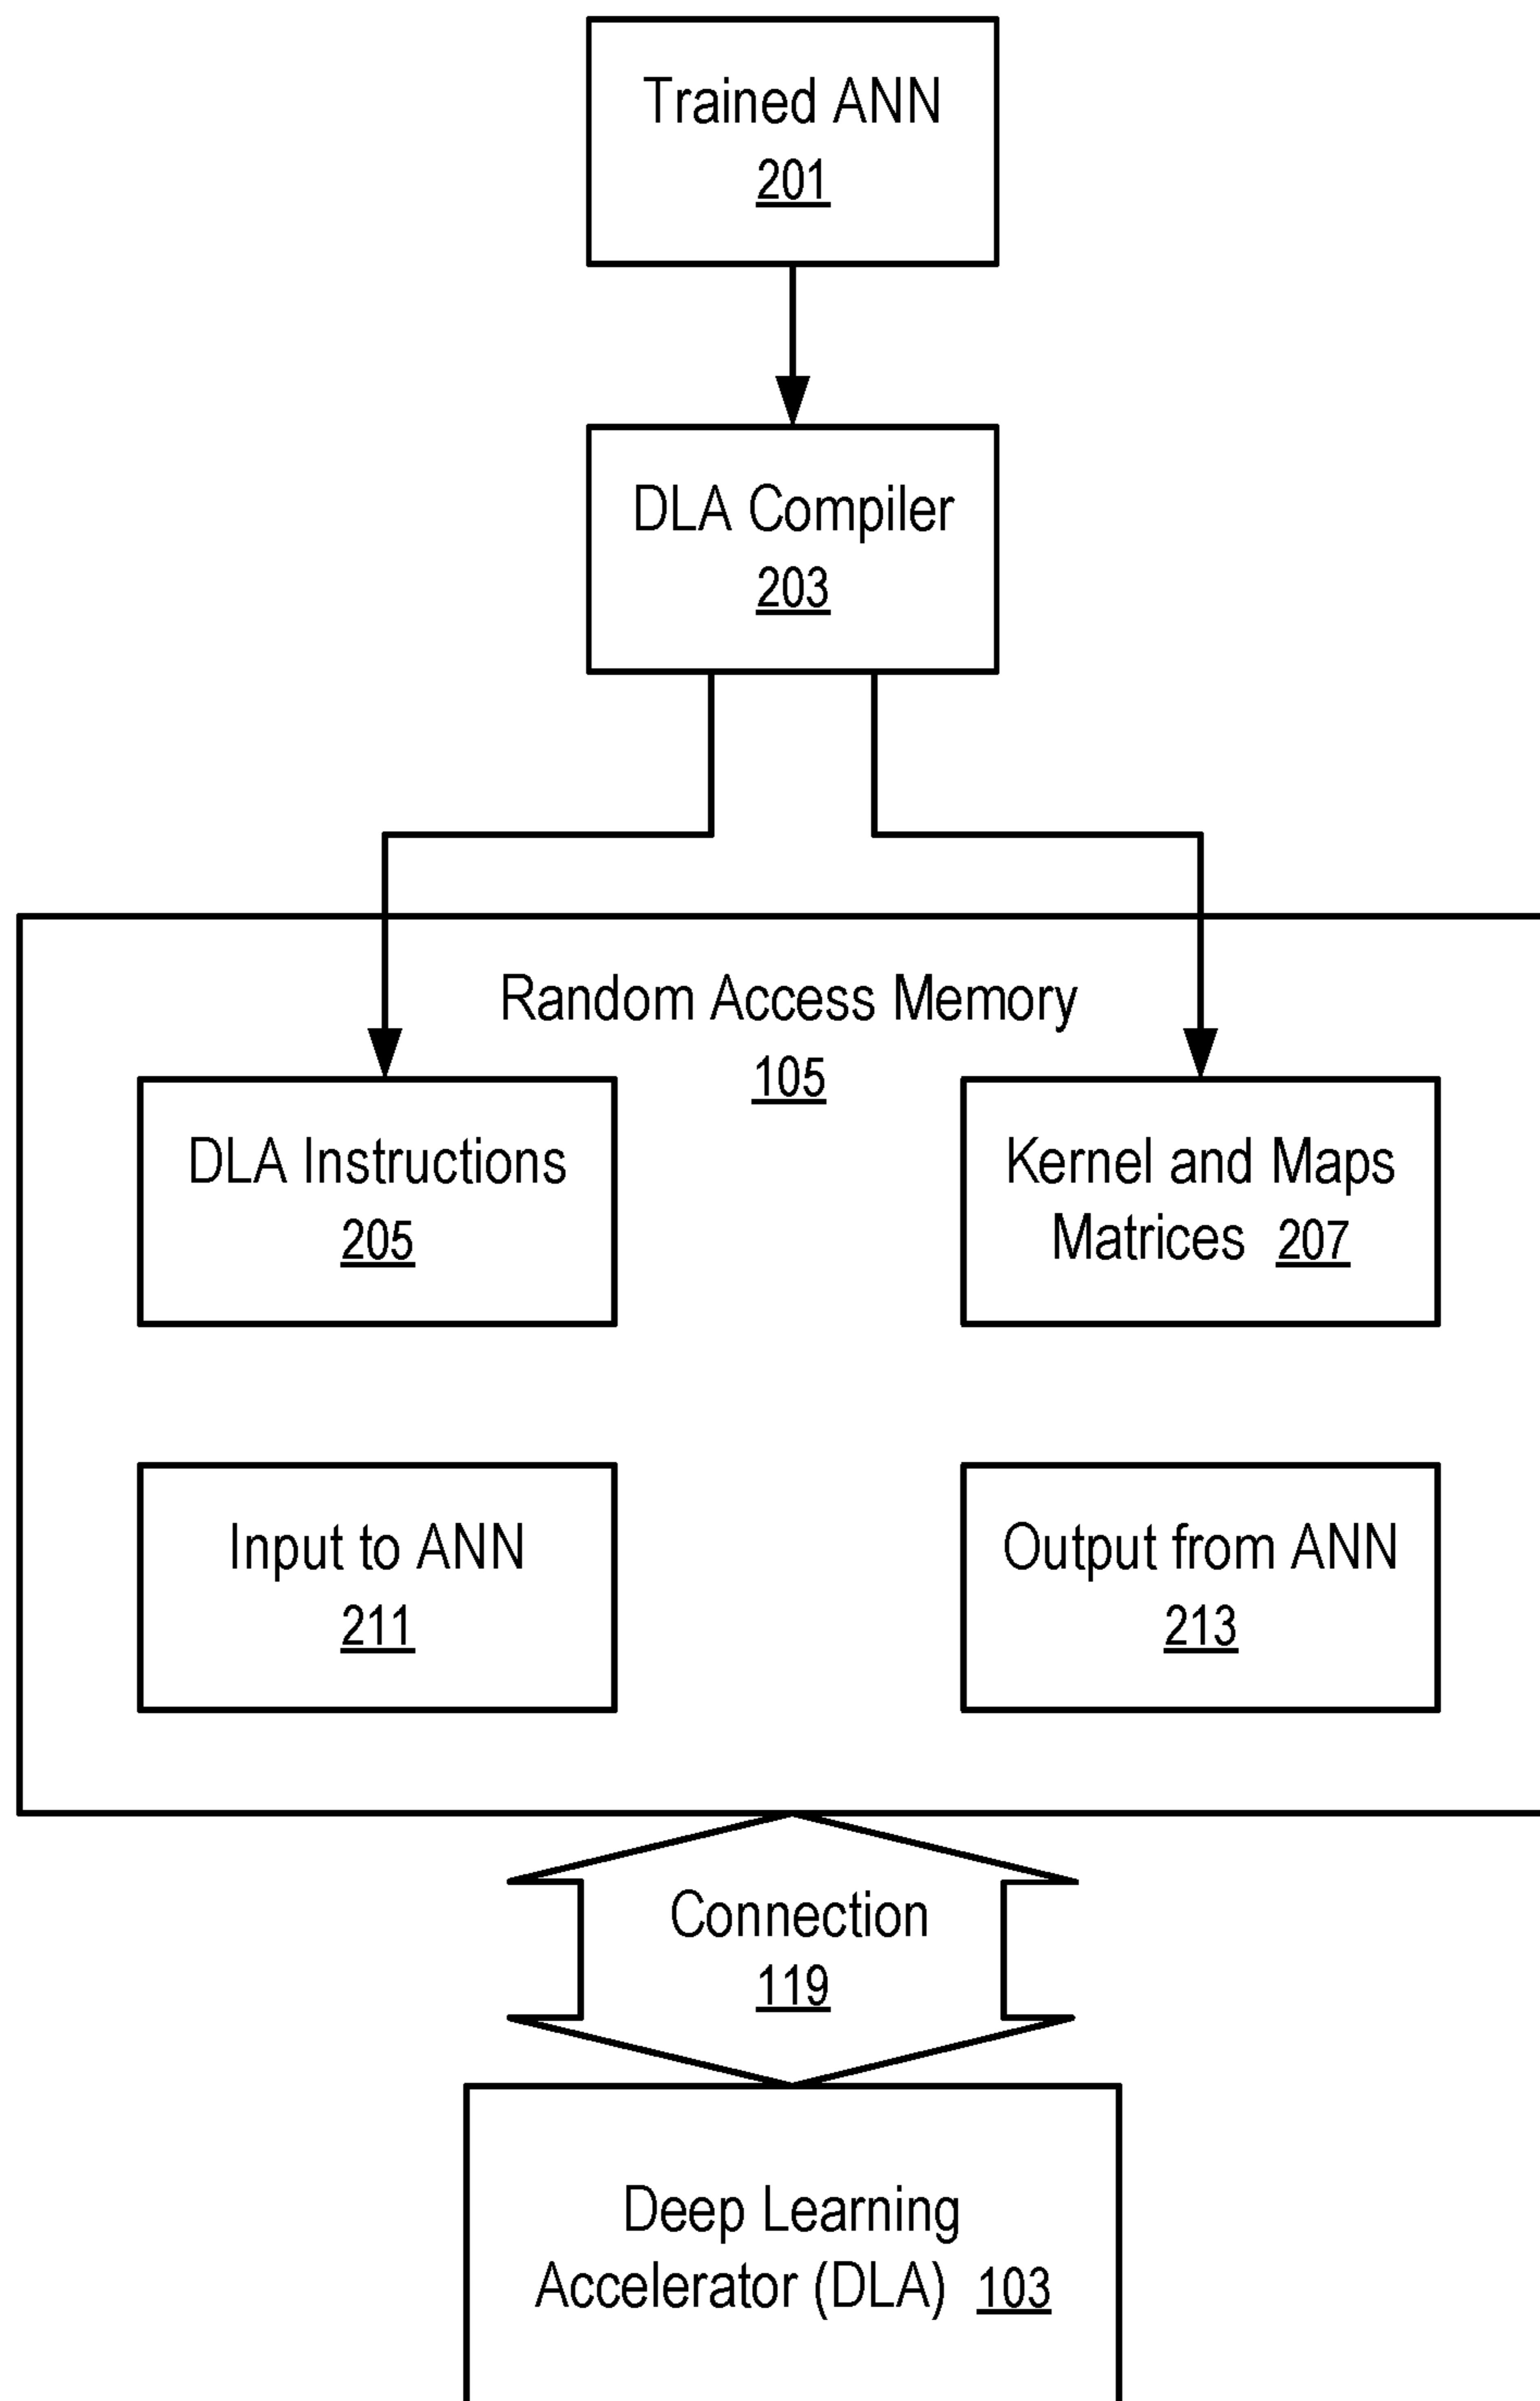 Trained ANN
201
DLA Compiler
203
Random Access Memory
105
DLA Instructions
205
Kernel and Maps
Matrices 207
Input to ANN
211
Output from ANN
213
Connection
119
Deep Learning
Accelerator (DLA) 103